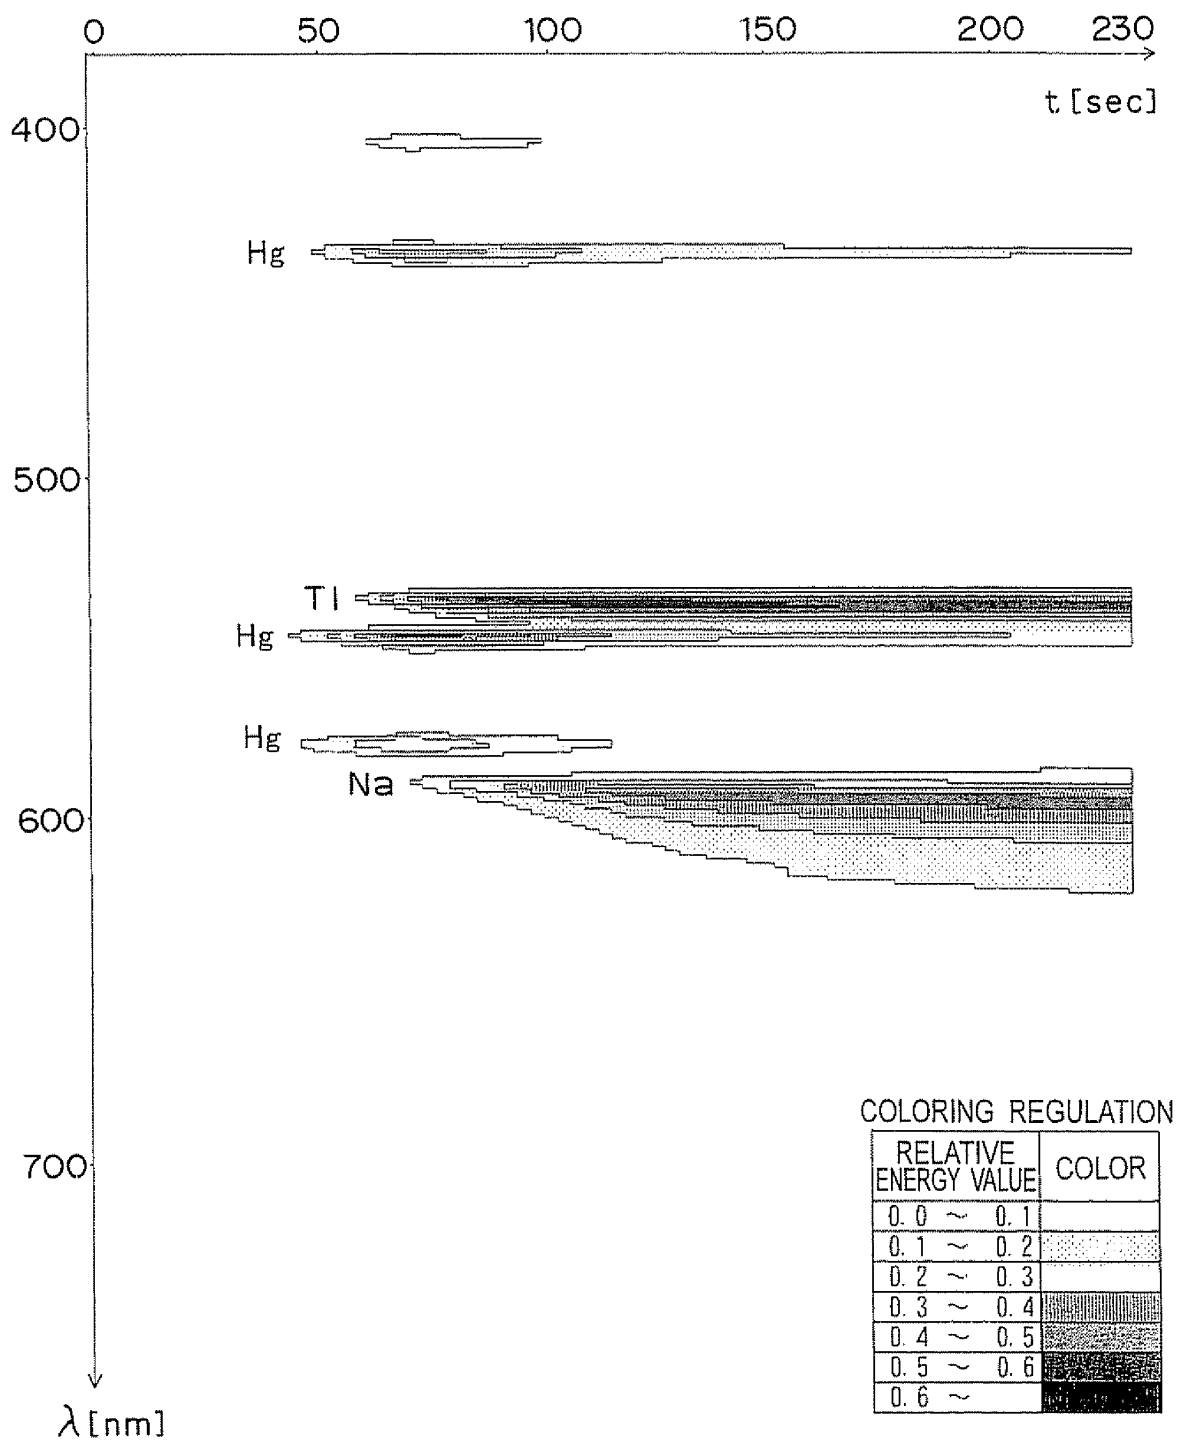 0 50 100 150 200 230
t [sec]
400
Hg
500
Tl
Hg
Hg
Na
600
COLORING REGULATION
RELATIVE ENERGY VALUE COLOR
700
0.0 ~ 0.1
0.1 ~ 0.2
0.2 ~ 0.3
0.3 ~ 0.4
0.4 ~ 0.5
0.5 ~ 0.6
0.6 ~
λ [nm]